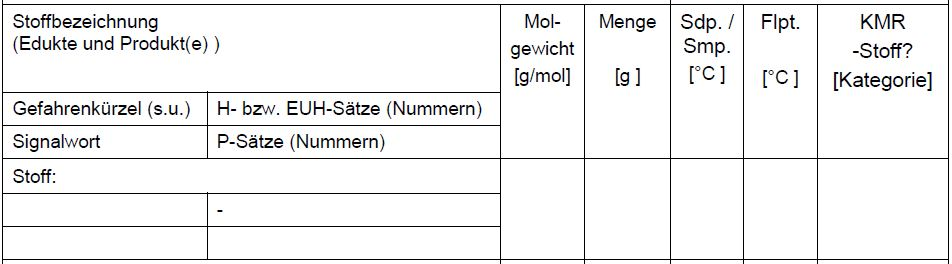 Stoffbezeichnung
(Edukte und Produkt(e) )
Mol-
gewicht
[g/mol]
Menge
[g ]
Sdp. /
Smp.
[°C ]
Flpt.
[°C ]
KMR
-Stoff?
[Kategorie]
Gefahrenkürzel (s.u.)
H- bzw. EUH-Sätze (Nummern)
Signalwort
P-Sätze (Nummern)
Stoff:
-